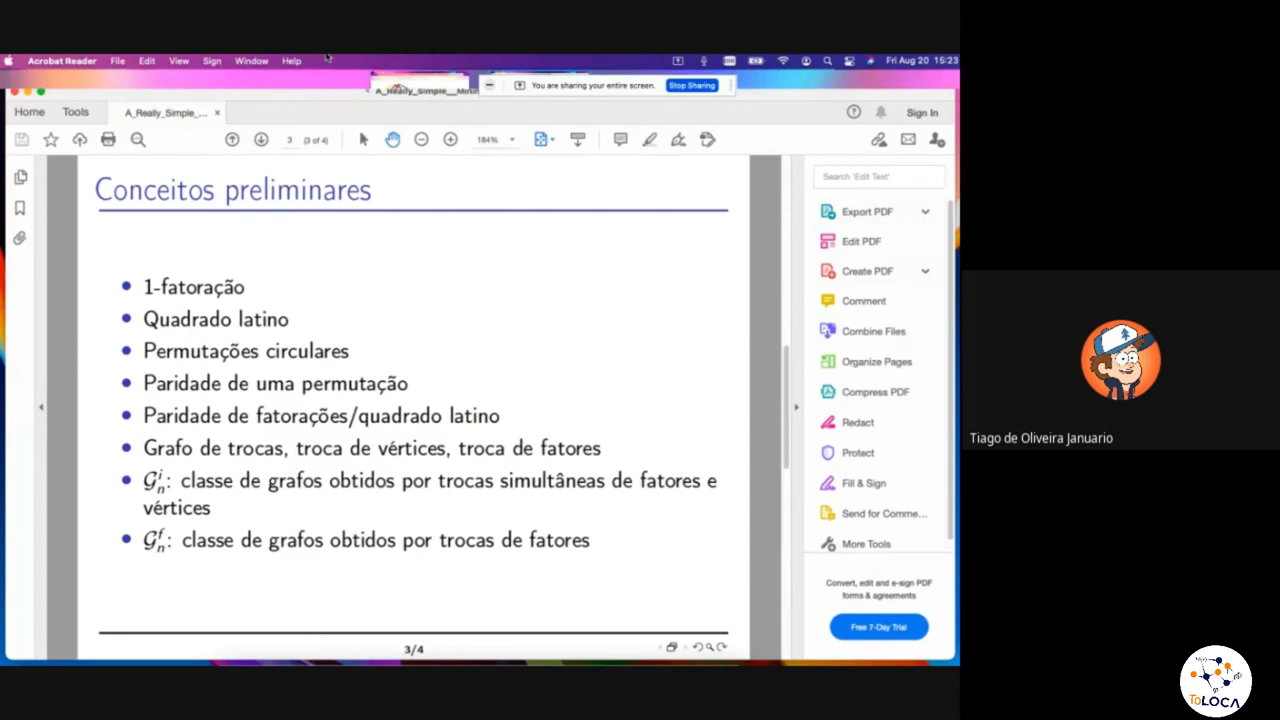 Acrobat Reader File Edit View Sign Window Help Fri Aug 20 15:23
You are sharing your entire screen. Stop Sharing
Home Tools A_Really_Simple_... × Sign In
3 (3 of 4) 184%
Conceitos preliminares
1-fatoração
Quadrado latino
Permutações circulares
Paridade de uma permutação
Paridade de fatorações/quadrado latino
Grafo de trocas, troca de vértices, troca de fatores
𝒢ⁱₙ: classe de grafos obtidos por trocas simultâneas de fatores e
vértices
𝒢ᶠₙ: classe de grafos obtidos por trocas de fatores
3/4
Search 'Edit Text'
Export PDF
Edit PDF
Create PDF
Comment
Combine Files
Organize Pages
Compress PDF
Redact
Protect
Fill & Sign
Send for Comme...
More Tools
Convert, edit and e-sign PDF
forms & agreements
Free 7-Day Trial
Tiago de Oliveira Januario
ToLOCA